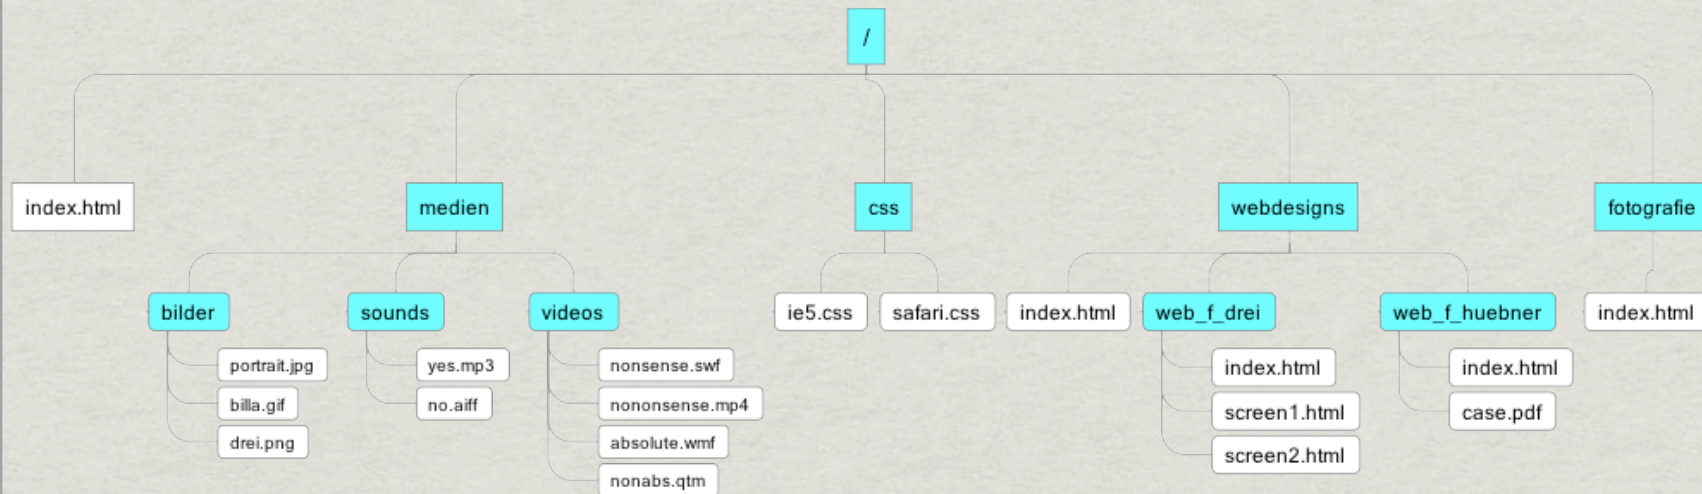 /
index.html
medien
css
webdesigns
fotografie
bilder
sounds
videos
ie5.css
safari.css
index.html
web_f_drei
web_f_huebner
index.html
portrait.jpg
billa.gif
drei.png
yes.mp3
no.aiff
nonsense.swf
nononsense.mp4
absolute.wmf
nonabs.qtm
index.html
screen1.html
screen2.html
index.html
case.pdf